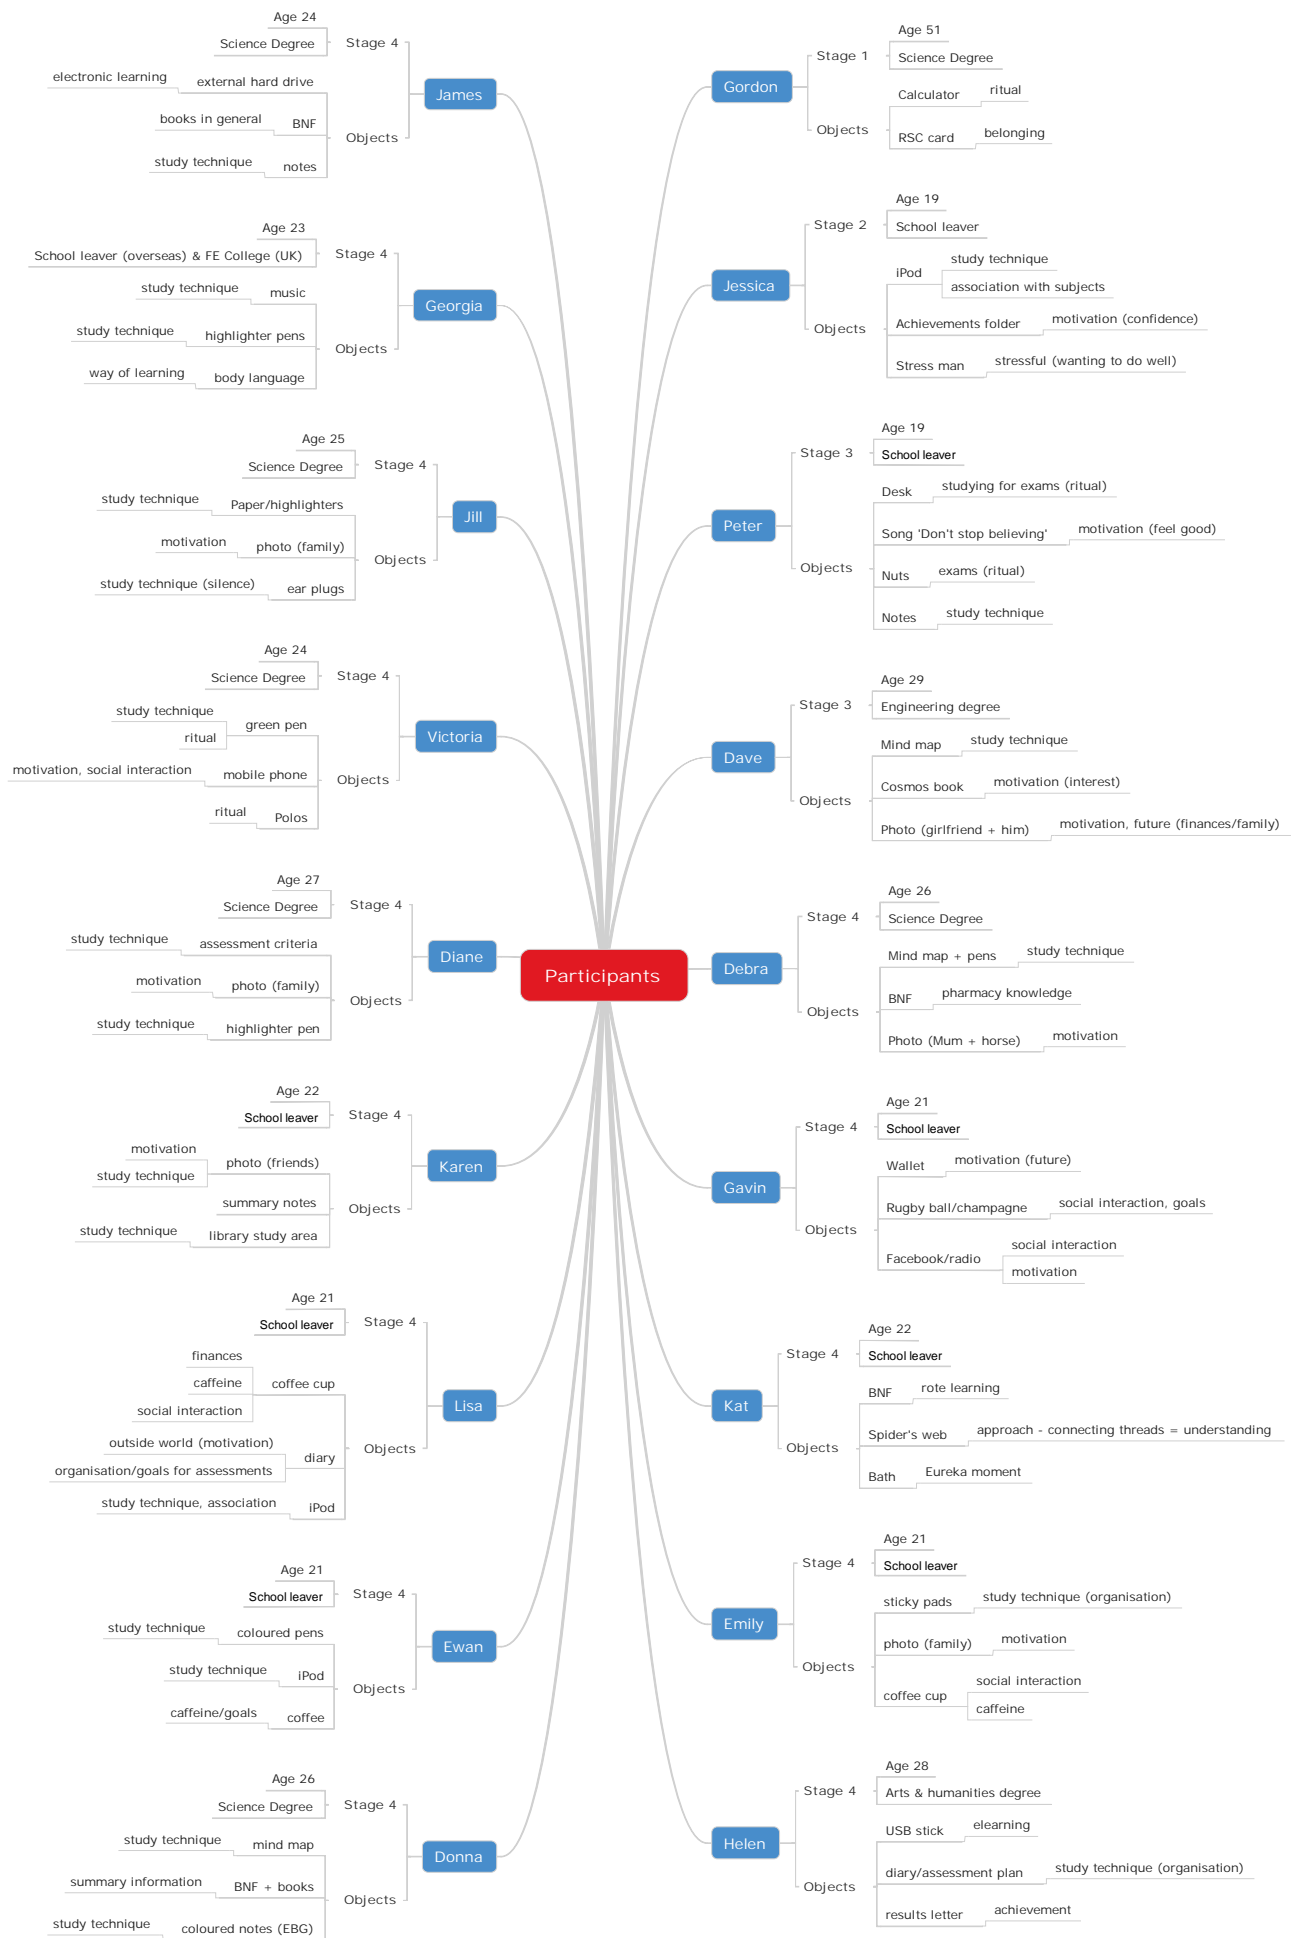 Participants
James
Stage 4
Age 24
Science Degree
Objects
external hard drive
electronic learning
BNF
books in general
notes
study technique
Georgia
Stage 4
Age 23
School leaver (overseas) & FE College (UK)
Objects
music
study technique
highlighter pens
study technique
body language
way of learning
Jill
Stage 4
Age 25
Science Degree
Objects
Paper/highlighters
study technique
photo (family)
motivation
ear plugs
study technique (silence)
Victoria
Stage 4
Age 24
Science Degree
Objects
green pen
study technique
ritual
mobile phone
motivation, social interaction
Polos
ritual
Diane
Stage 4
Age 27
Science Degree
Objects
assessment criteria
study technique
photo (family)
motivation
highlighter pen
study technique
Karen
Stage 4
Age 22
School leaver
Objects
photo (friends)
motivation
study technique
summary notes
library study area
study technique
Lisa
Stage 4
Age 21
School leaver
Objects
coffee cup
finances
caffeine
social interaction
diary
outside world (motivation)
organisation/goals for assessments
iPod
study technique, association
Ewan
Stage 4
Age 21
School leaver
Objects
coloured pens
study technique
iPod
study technique
coffee
caffeine/goals
Donna
Stage 4
Age 26
Science Degree
Objects
mind map
study technique
BNF + books
summary information
coloured notes (EBG)
study technique
Gordon
Stage 1
Age 51
Science Degree
Objects
Calculator
ritual
RSC card
belonging
Jessica
Stage 2
Age 19
School leaver
Objects
iPod
study technique
association with subjects
Achievements folder
motivation (confidence)
Stress man
stressful (wanting to do well)
Peter
Stage 3
Age 19
School leaver
Objects
Desk
studying for exams (ritual)
Song 'Don't stop believing'
motivation (feel good)
Nuts
exams (ritual)
Notes
study technique
Dave
Stage 3
Age 29
Engineering degree
Objects
Mind map
study technique
Cosmos book
motivation (interest)
Photo (girlfriend + him)
motivation, future (finances/family)
Debra
Stage 4
Age 26
Science Degree
Objects
Mind map + pens
study technique
BNF
pharmacy knowledge
Photo (Mum + horse)
motivation
Gavin
Stage 4
Age 21
School leaver
Objects
Wallet
motivation (future)
Rugby ball/champagne
social interaction, goals
Facebook/radio
social interaction
motivation
Kat
Stage 4
Age 22
School leaver
Objects
BNF
rote learning
Spider's web
approach - connecting threads = understanding
Bath
Eureka moment
Emily
Stage 4
Age 21
School leaver
Objects
sticky pads
study technique (organisation)
photo (family)
motivation
coffee cup
social interaction
caffeine
Helen
Stage 4
Age 28
Arts & humanities degree
Objects
USB stick
elearning
diary/assessment plan
study technique (organisation)
results letter
achievement